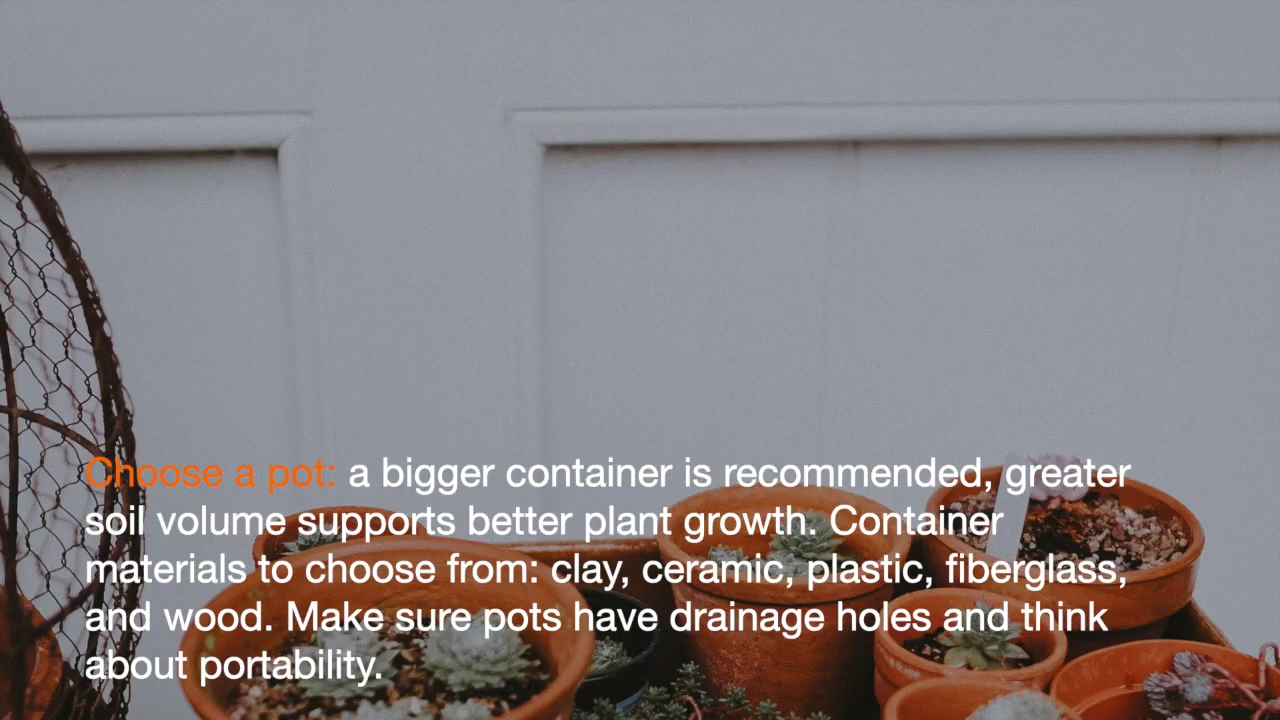 Choose a pot: a bigger container is recommended, greater
soil volume supports better plant growth. Container
materials to choose from: clay, ceramic, plastic, fiberglass,
and wood. Make sure pots have drainage holes and think
about portability.